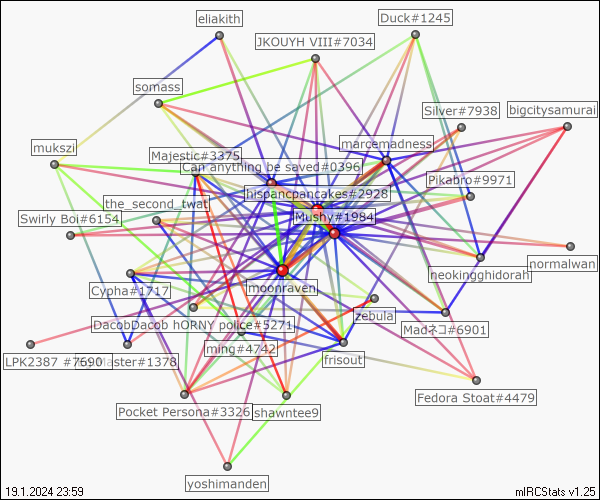 eliakith
Duck#1245
JKOUYH VIII#7034
somass
Silver#7938
bigcitysamurai
marcemadness
mukszi
Majestic#3375
Can anything be saved#0396
Pikabro#9971
hispancpancakes#2928
the_second_twat
Swirly Boi#6154
Mushy#1984
normalwan
neokingghidorah
Cypha#1717
moonraven
zebula
DacobDacob hORNY police#5271
Madネコ#6901
ming#4742
LPK2387 #7690
ster#1378
frisout
Fedora Stoat#4479
Pocket Persona#3326
shawntee9
yoshimanden
19.1.2024 23:59
mIRCStats v1.25